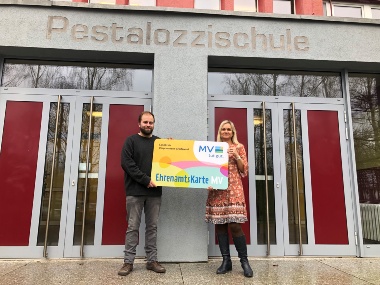 Pestalozzischule
MV
tut gut.
EhrenamtsKarte MV